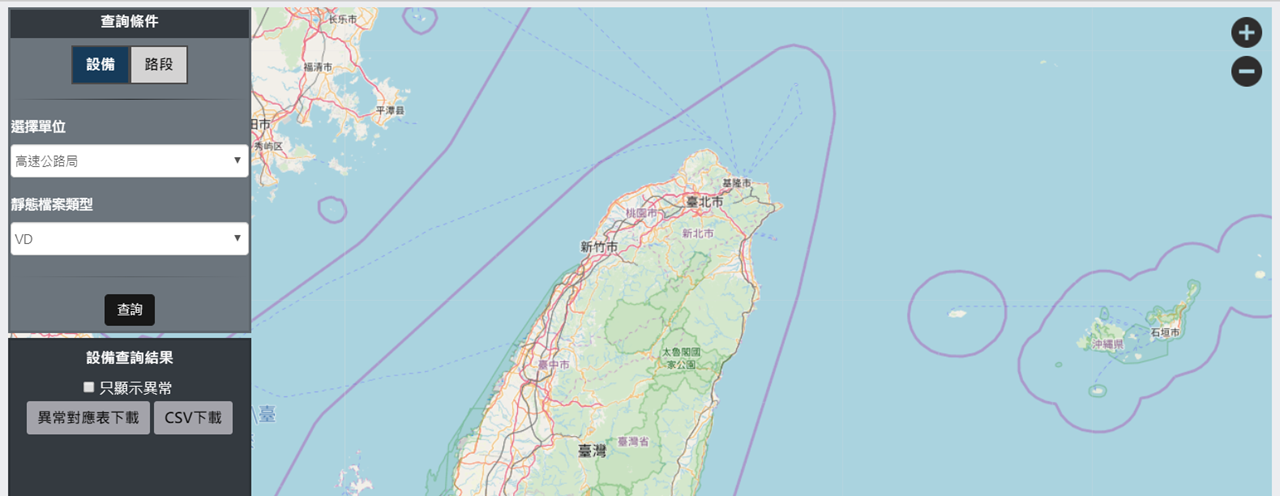 查詢條件
設備
路段
選擇單位
高速公路局
靜態檔案類型
VD
查詢
設備查詢結果
只顯示異常
異常對應表下載
CSV下載
长乐市
福清市
平潭县
田市
秀屿区
基隆市
臺北市
桃園市
新北市
新竹市
臺中市
太魯閣國
家公園
臺灣省
臺灣
臺
沖縄県
石垣市